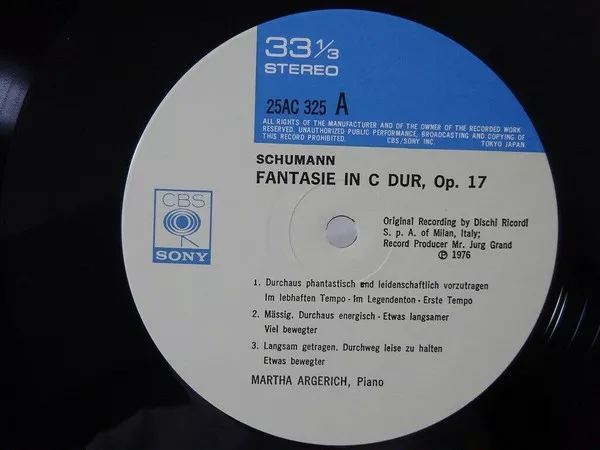 33 1/3
STEREO
25AC 325 A
ALL RIGHTS OF THE MANUFACTURER AND OF THE OWNER OF THE RECORDED WORK
RESERVED. UNAUTHORIZED PUBLIC PERFORMANCE, BROADCASTING AND COPYING OF
THIS RECORD PROHIBITED. CBS/SONY INC. TOKYO JAPAN.
SCHUMANN
FANTASIE IN C DUR, Op. 17
CBS
SONY
Original Recording by Dischi Ricordi
S. p. A. of Milan, Italy;
Record Producer Mr. Jurg Grand
℗ 1976
1. Durchaus phantastisch und leidenschaftlich vorzutragen
Im lebhaften Tempo - Im Legendenton - Erste Tempo
2. Mässig. Durchaus energisch - Etwas langsamer
Viel bewegter
3. Langsam getragen. Durchweg leise zu halten
Etwas bewegter
MARTHA ARGERICH, Piano